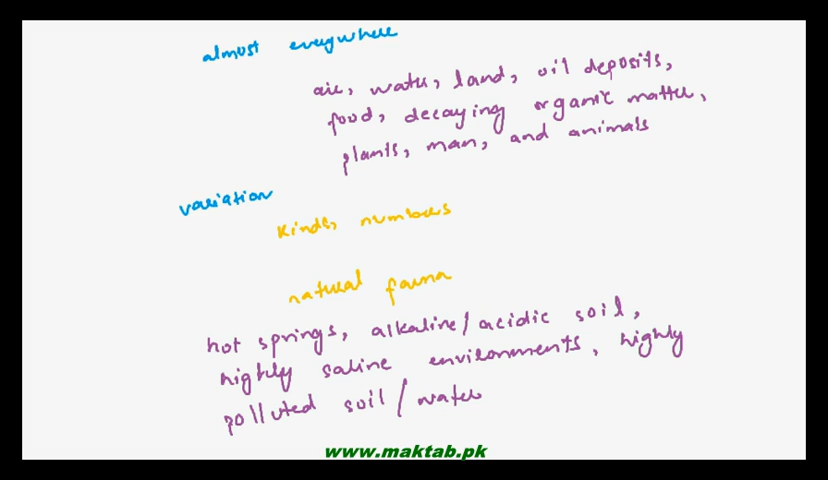 almost everywhere
air, water, land, oil deposits,
food, decaying organic matter,
plants, man, and animals
variation
kinds, numbers
natural fauna
hot springs, alkaline/acidic soil,
highly saline environments, highly
polluted soil/water
www.maktab.pk